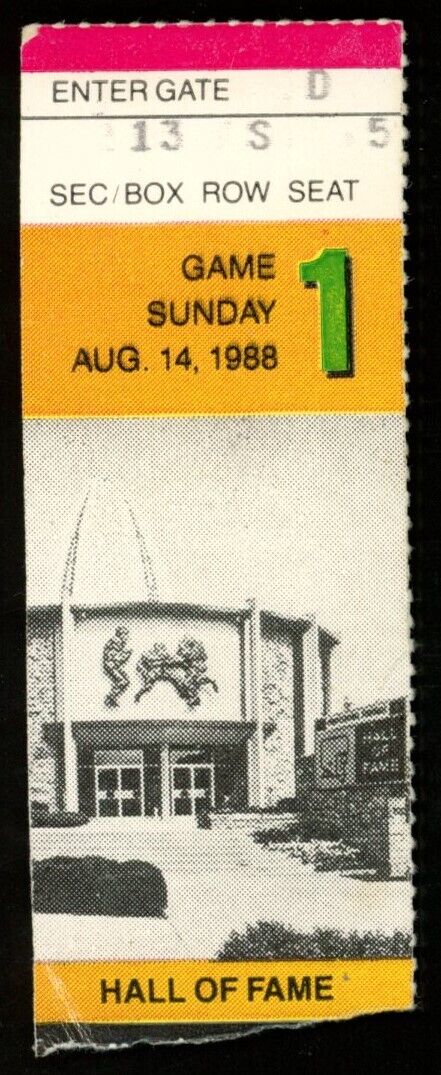 ENTER GATE D
13 S 5
SEC/BOX ROW SEAT
GAME 1
SUNDAY
AUG. 14, 1988
HALL
OF
FAME
HALL OF FAME